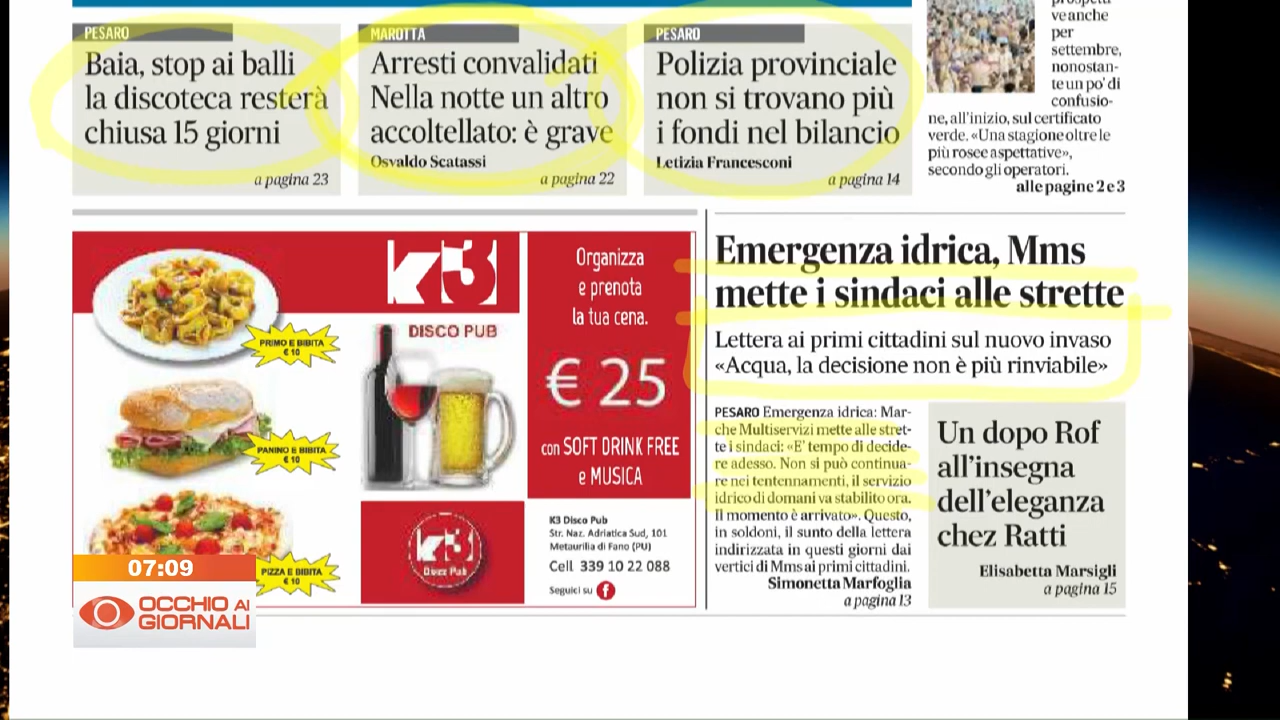 PESARO
Baia, stop ai balli
la discoteca resterà
chiusa 15 giorni
a pagina 23
MAROTTA
Arresti convalidati
Nella notte un altro
accoltellato: è grave
Osvaldo Scatassi
a pagina 22
PESARO
Polizia provinciale
non si trovano più
i fondi nel bilancio
Letizia Francesconi
a pagina 14
ve anche
per
settembre,
nonostan-
te un po' di
confusio-
ne, all'inizio, sul certificato
verde. «Una stagione oltre le
più rosee aspettative»,
secondo gli operatori.
alle pagine 2 e 3
K3
DISCO PUB
PRIMO E BIBITA
€ 10
PANINO E BIBITA
€ 10
PIZZA E BIBITA
€ 10
Organizza
e prenota
la tua cena.
€ 25
con SOFT DRINK FREE
e MUSICA
K3
Disco Pub
K3 Disco Pub
Str. Naz. Adriatica Sud, 101
Metaurilia di Fano (PU)
Cell 339 10 22 088
Seguici su f
Emergenza idrica, Mms
mette i sindaci alle strette
Lettera ai primi cittadini sul nuovo invaso
«Acqua, la decisione non è più rinviabile»
PESARO Emergenza idrica: Mar-
che Multiservizi mette alle stret-
te i sindaci: «E' tempo di decide-
re adesso. Non si può continua-
re nei tentennamenti, il servizio
idrico di domani va stabilito ora.
Il momento è arrivato». Questo,
in soldoni, il sunto della lettera
indirizzata in questi giorni dai
vertici di Mms ai primi cittadini.
Simonetta Marfoglia
a pagina 13
Un dopo Rof
all'insegna
dell'eleganza
chez Ratti
Elisabetta Marsigli
a pagina 15
07:09
OCCHIO AI
GIORNALI